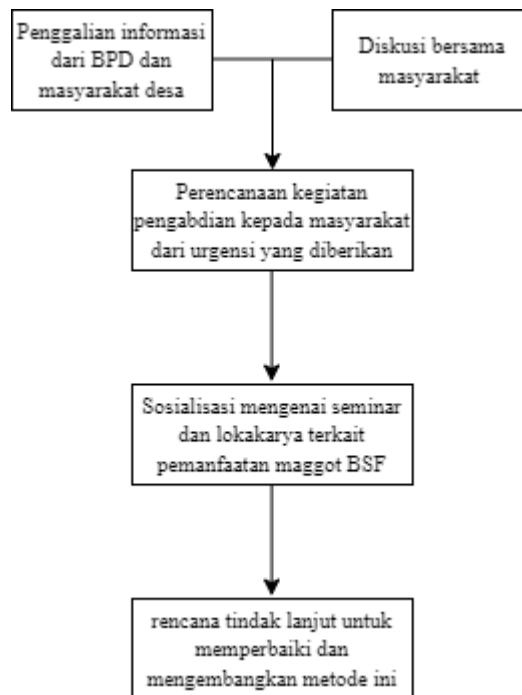 Penggalian informasi
dari BPD dan
masyarakat desa
Diskusi bersama
masyarakat
Perencanaan kegiatan
pengabdian kepada masyarakat
dari urgensi yang diberikan
Sosialisasi mengenai seminar
dan lokakarya terkait
pemanfaatan maggot BSF
rencana tindak lanjut untuk
memperbaiki dan
mengembangkan metode ini